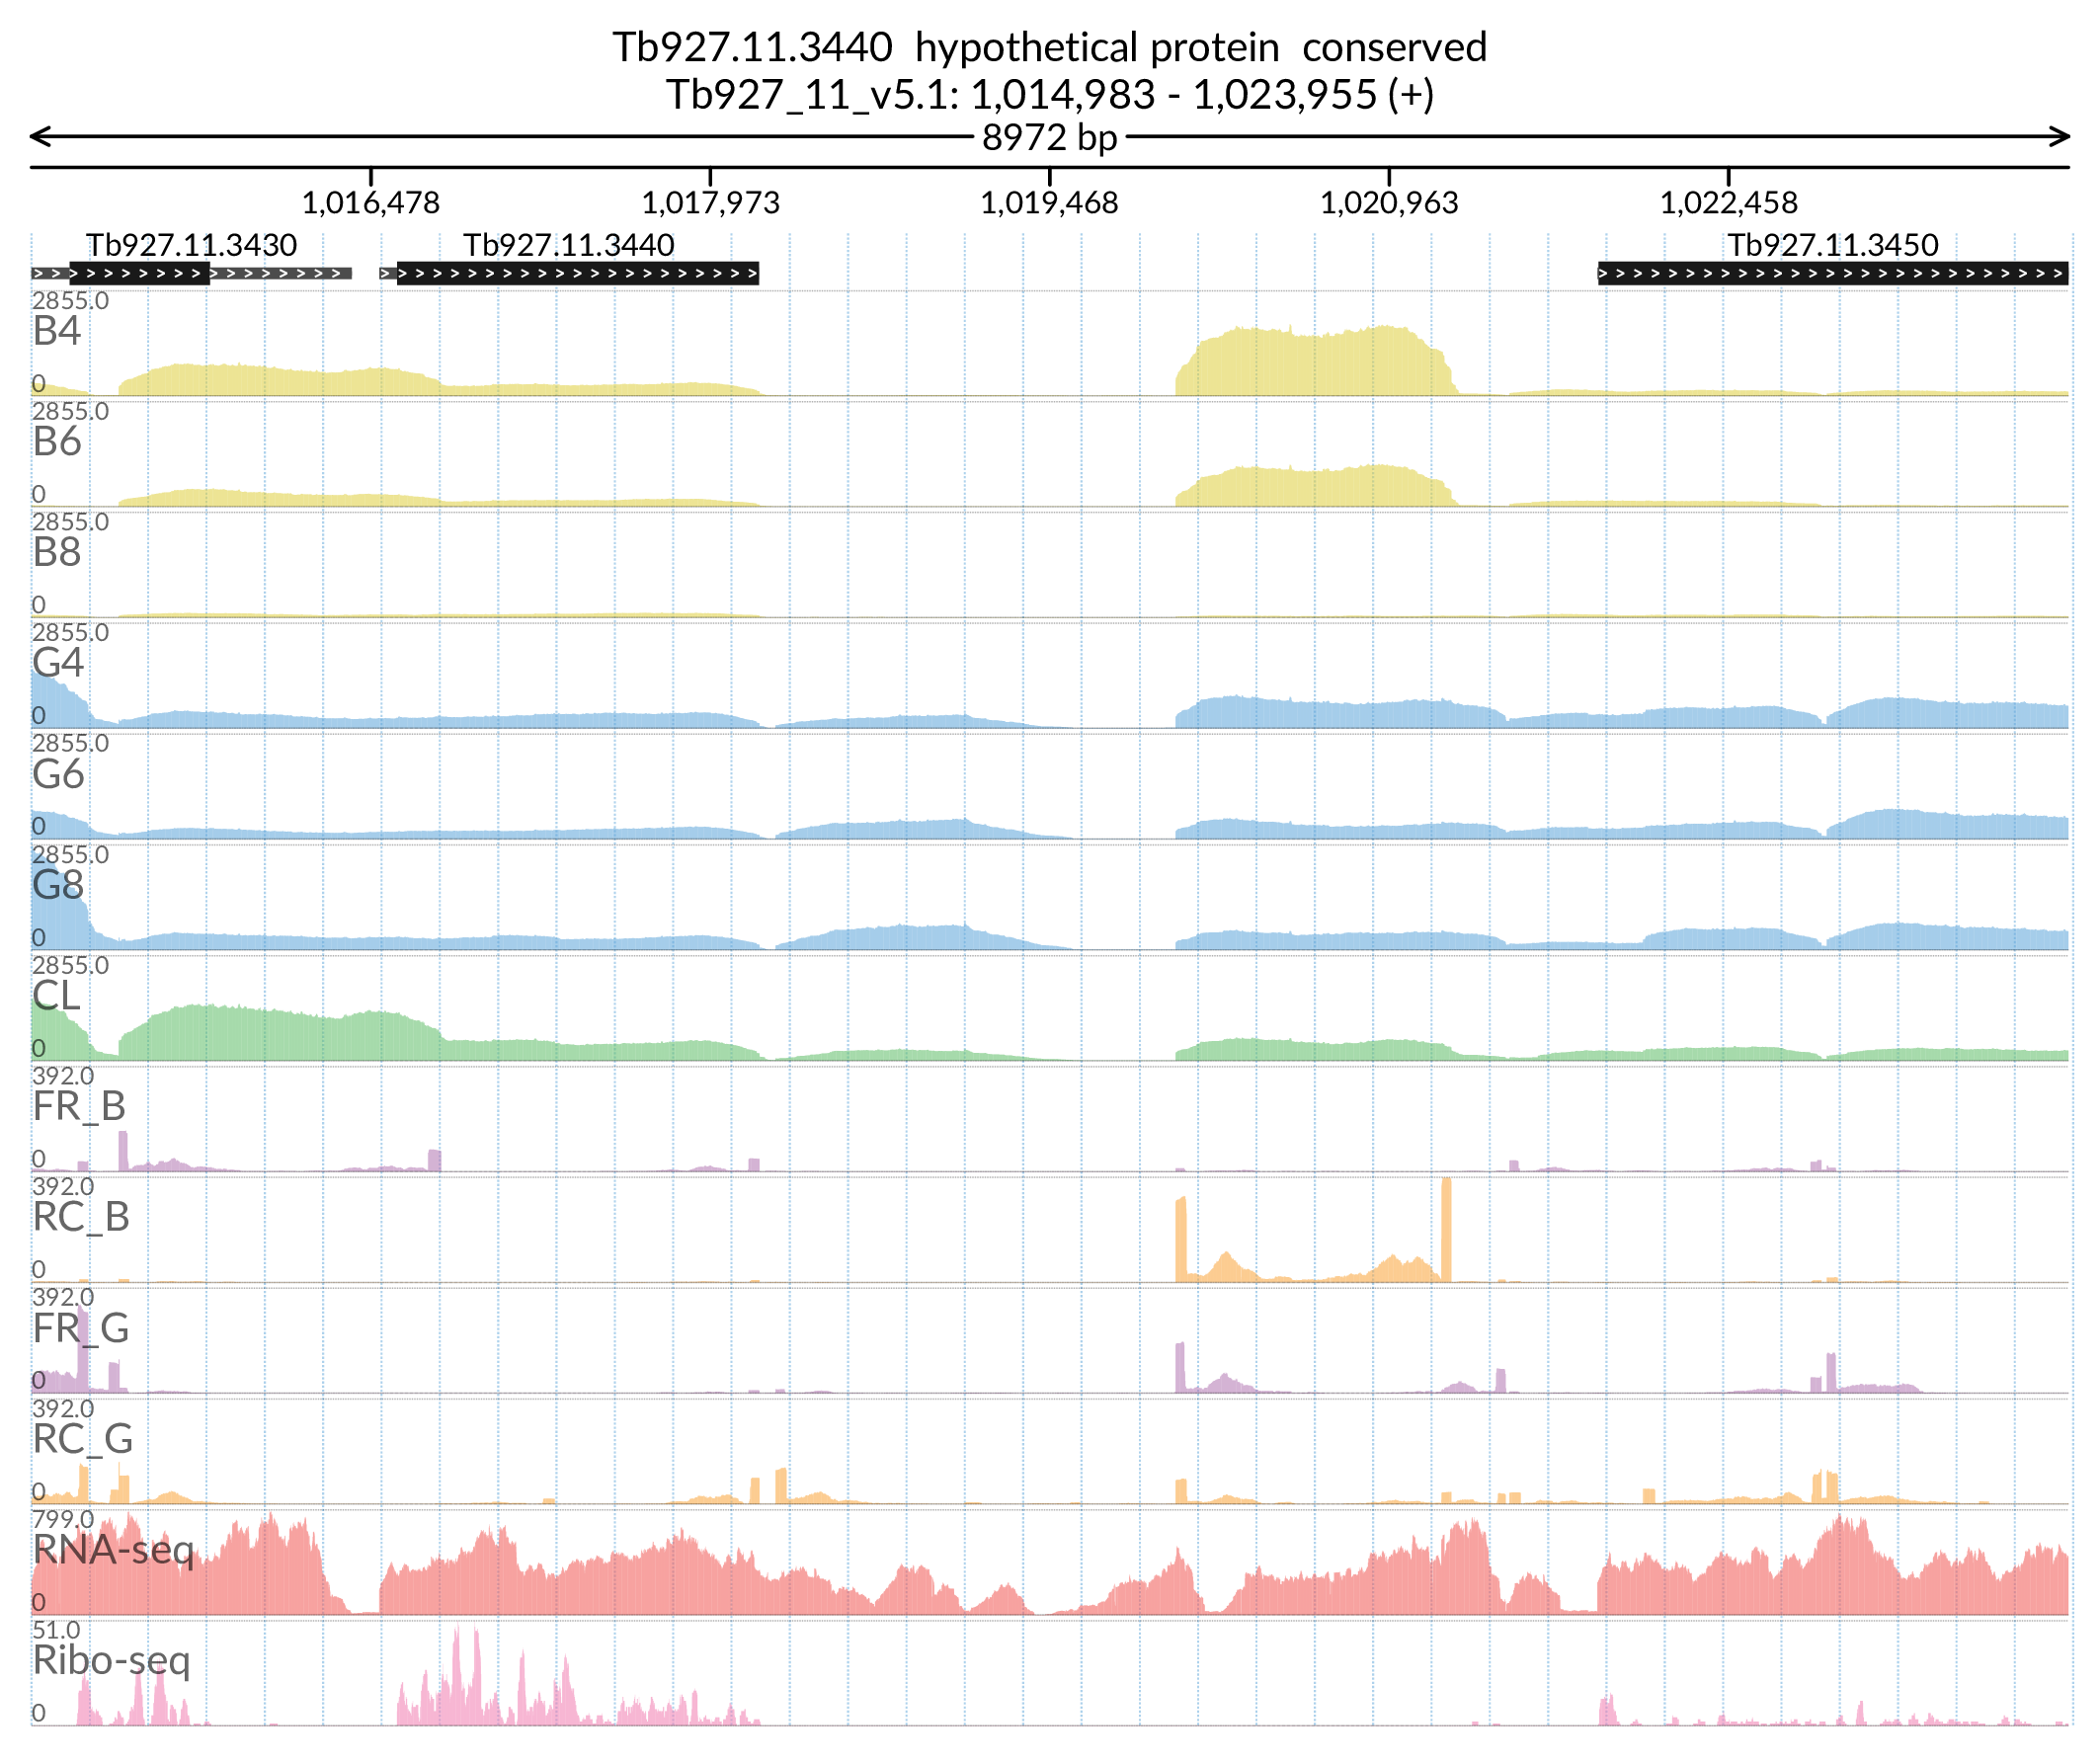 Tb927.11.3440 hypothetical protein conserved
Tb927_11_v5.1: 1,014,983 - 1,023,955 (+)
8972 bp
1,016,478 1,017,973 1,019,468 1,020,963 1,022,458
Tb927.11.3430 Tb927.11.3440 Tb927.11.3450
2855.0
B4
0
2855.0
B6
0
2855.0
B8
0
2855.0
G4
0
2855.0
G6
0
2855.0
G8
0
2855.0
CL
0
392.0
FR_B
0
392.0
RC_B
0
392.0
FR_G
0
392.0
RC_G
0
799.0
RNA-seq
0
51.0
Ribo-seq
0